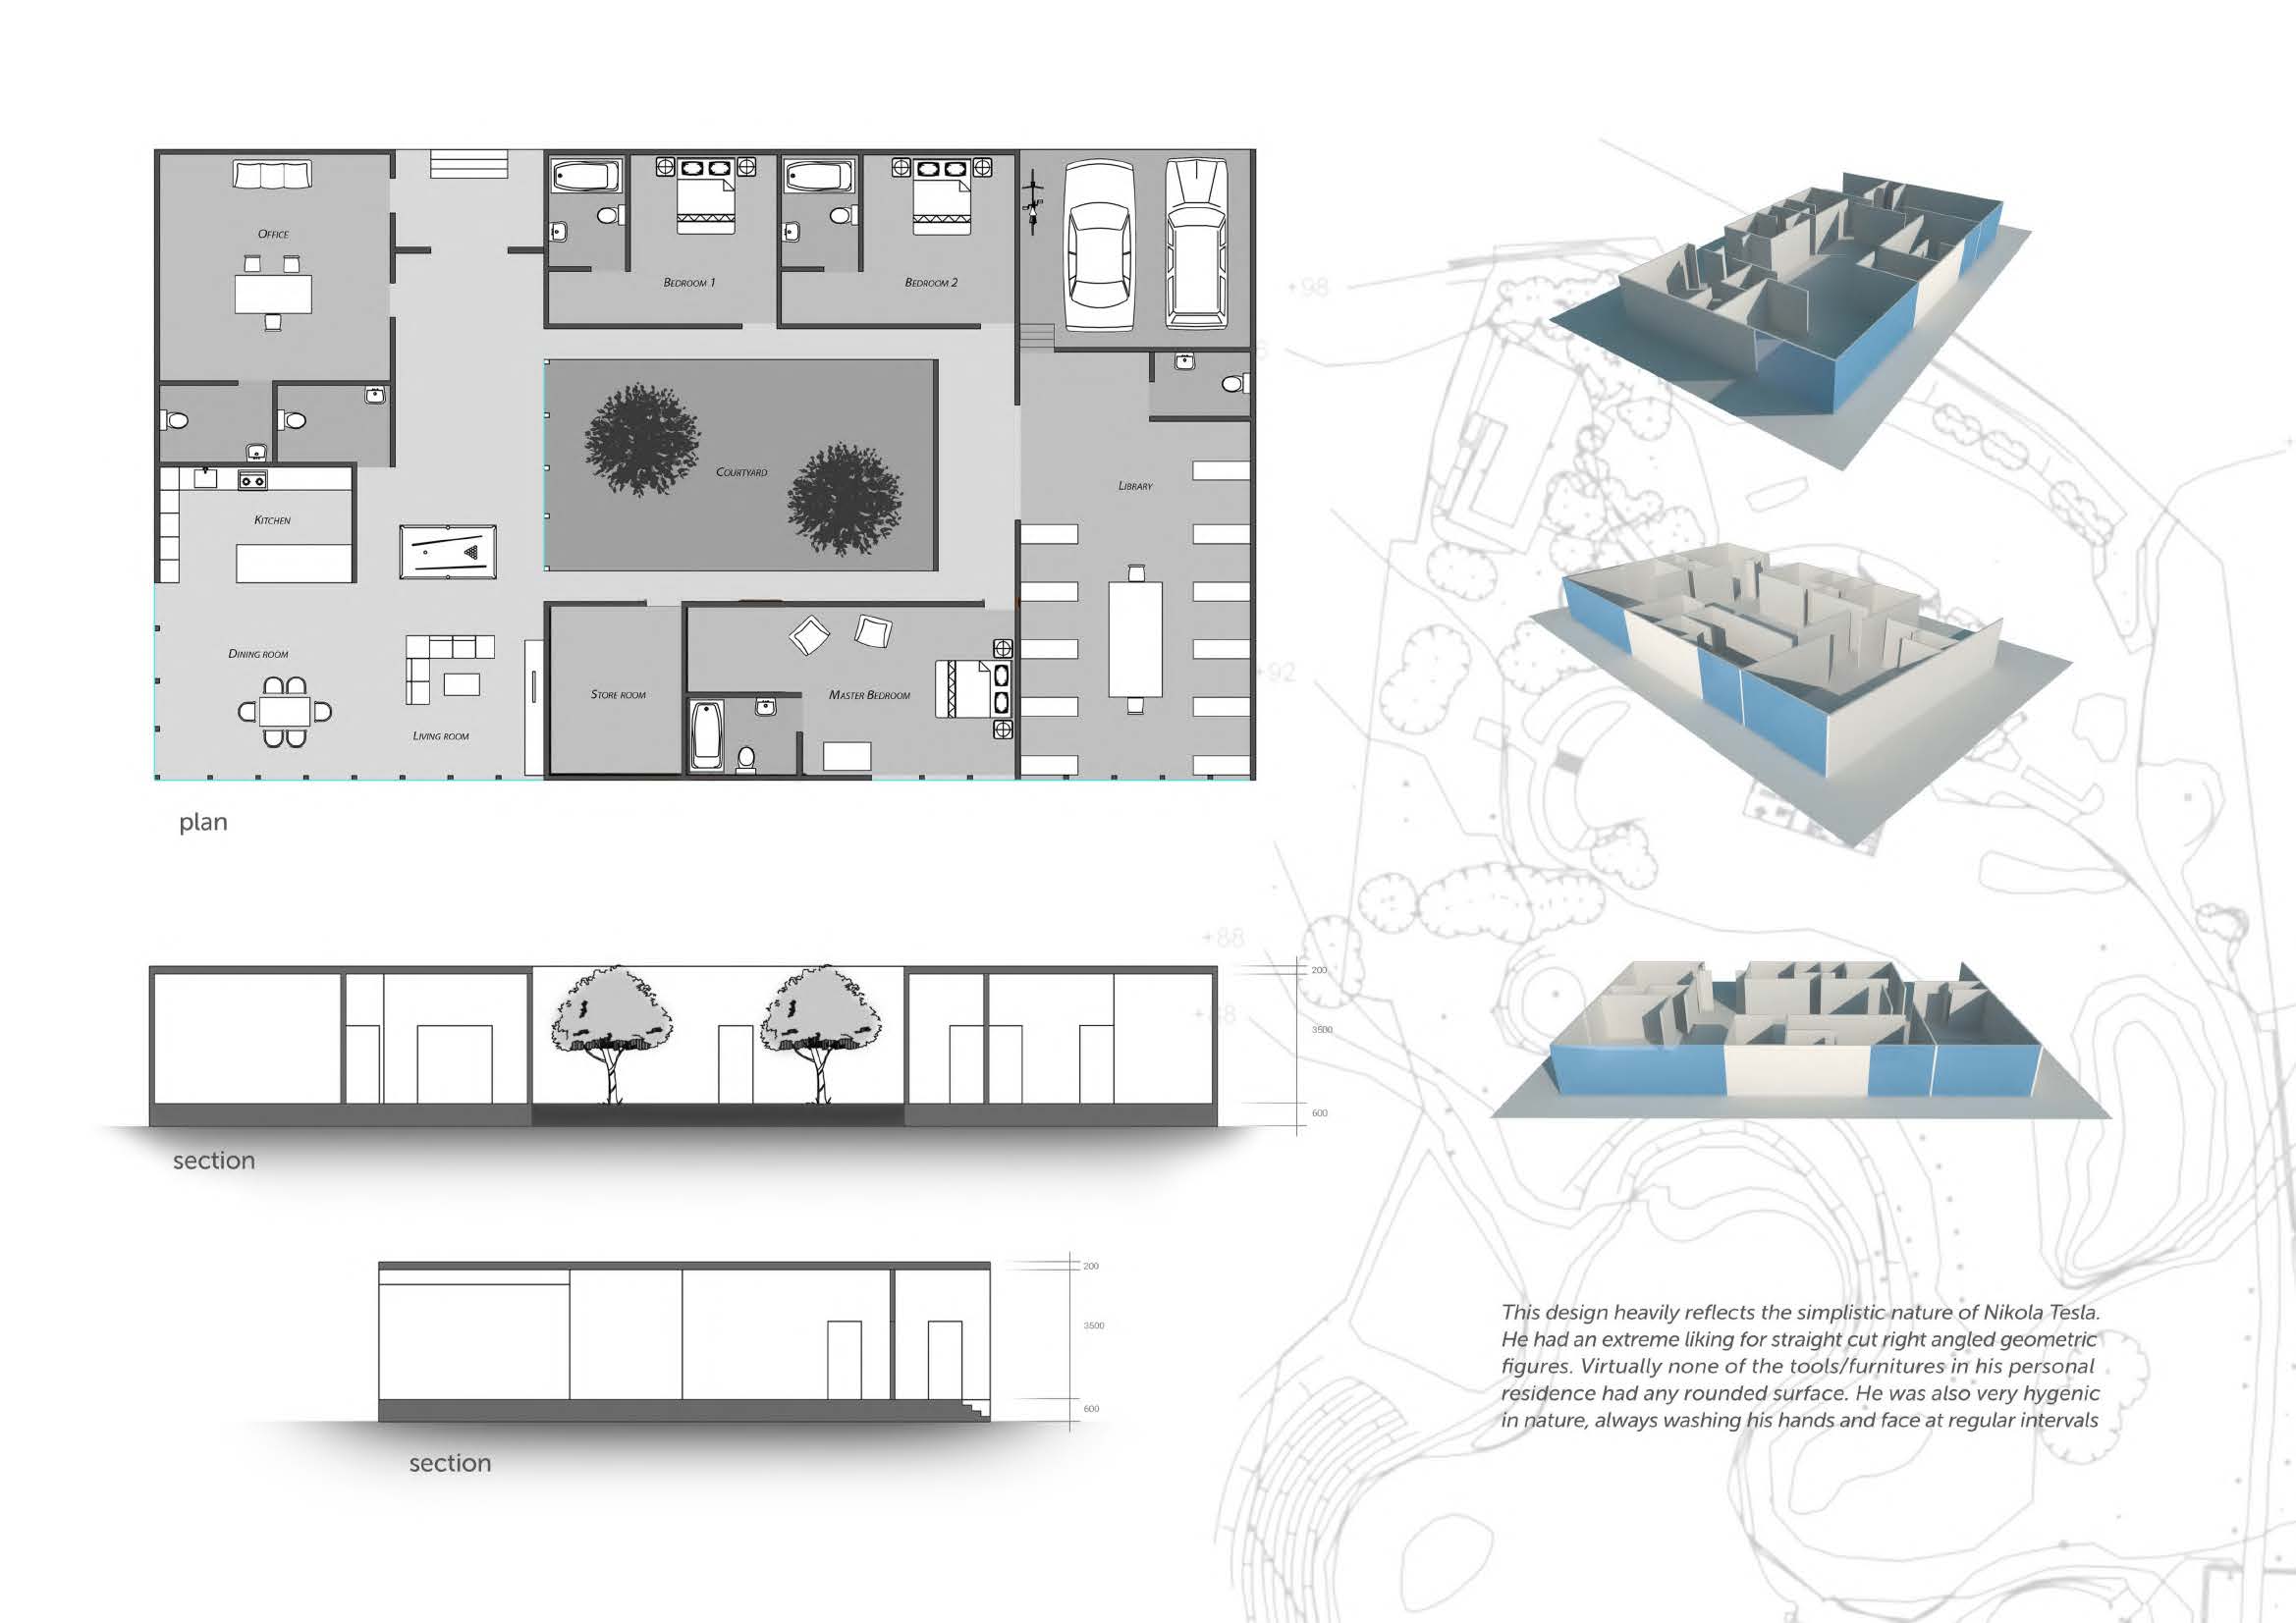 OFFICE
BEDROOM 1
BEDROOM 2
COURTYARD
LIBRARY
KITCHEN
DINING ROOM
STORE ROOM
MASTER BEDROOM
LIVING ROOM
plan
+98
+92
+88
200
3500
600
section
200
3500
600
section
This design heavily reflects the simplistic nature of Nikola Tesla.
He had an extreme liking for straight cut right angled geometric
figures. Virtually none of the tools/furnitures in his personal
residence had any rounded surface. He was also very hygenic
in nature, always washing his hands and face at regular intervals